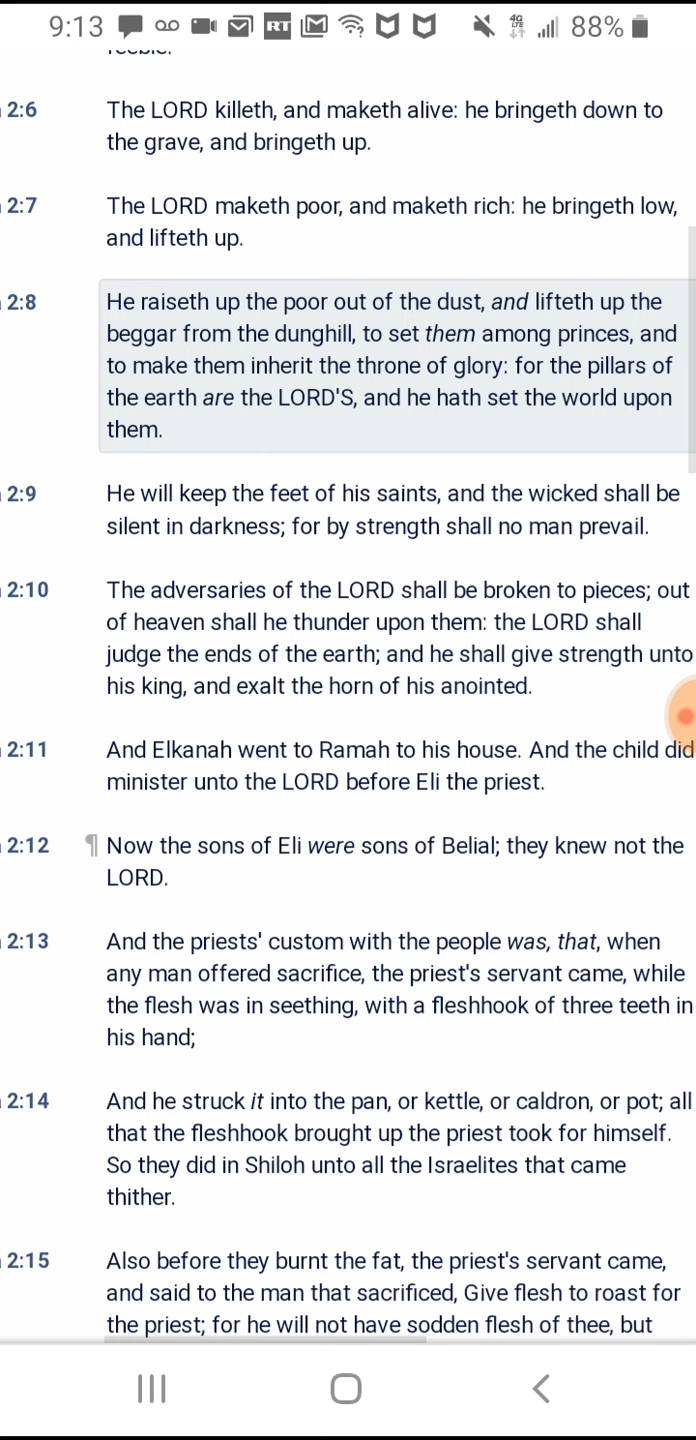 9:13
RT
4G
LTE
88%
feeble.
2:6 The LORD killeth, and maketh alive: he bringeth down to
the grave, and bringeth up.
2:7 The LORD maketh poor, and maketh rich: he bringeth low,
and lifteth up.
2:8 He raiseth up the poor out of the dust, and lifteth up the
beggar from the dunghill, to set them among princes, and
to make them inherit the throne of glory: for the pillars of
the earth are the LORD'S, and he hath set the world upon
them.
2:9 He will keep the feet of his saints, and the wicked shall be
silent in darkness; for by strength shall no man prevail.
2:10 The adversaries of the LORD shall be broken to pieces; out
of heaven shall he thunder upon them: the LORD shall
judge the ends of the earth; and he shall give strength unto
his king, and exalt the horn of his anointed.
2:11 And Elkanah went to Ramah to his house. And the child did
minister unto the LORD before Eli the priest.
2:12 ¶ Now the sons of Eli were sons of Belial; they knew not the
LORD.
2:13 And the priests' custom with the people was, that, when
any man offered sacrifice, the priest's servant came, while
the flesh was in seething, with a fleshhook of three teeth in
his hand;
2:14 And he struck it into the pan, or kettle, or caldron, or pot; all
that the fleshhook brought up the priest took for himself.
So they did in Shiloh unto all the Israelites that came
thither.
2:15 Also before they burnt the fat, the priest's servant came,
and said to the man that sacrificed, Give flesh to roast for
the priest; for he will not have sodden flesh of thee, but